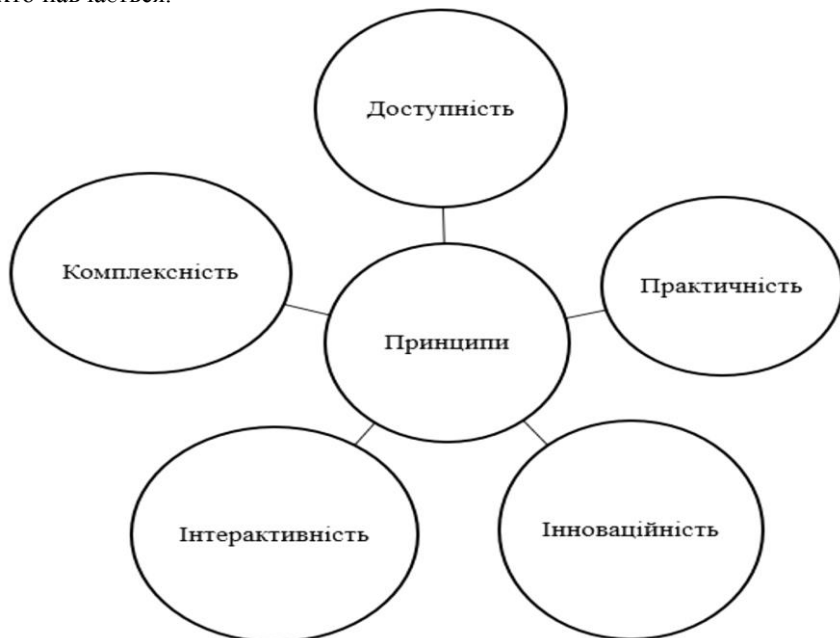 Доступність
Комплексність
Практичність
Принципи
Інтерактивність
Інноваційність